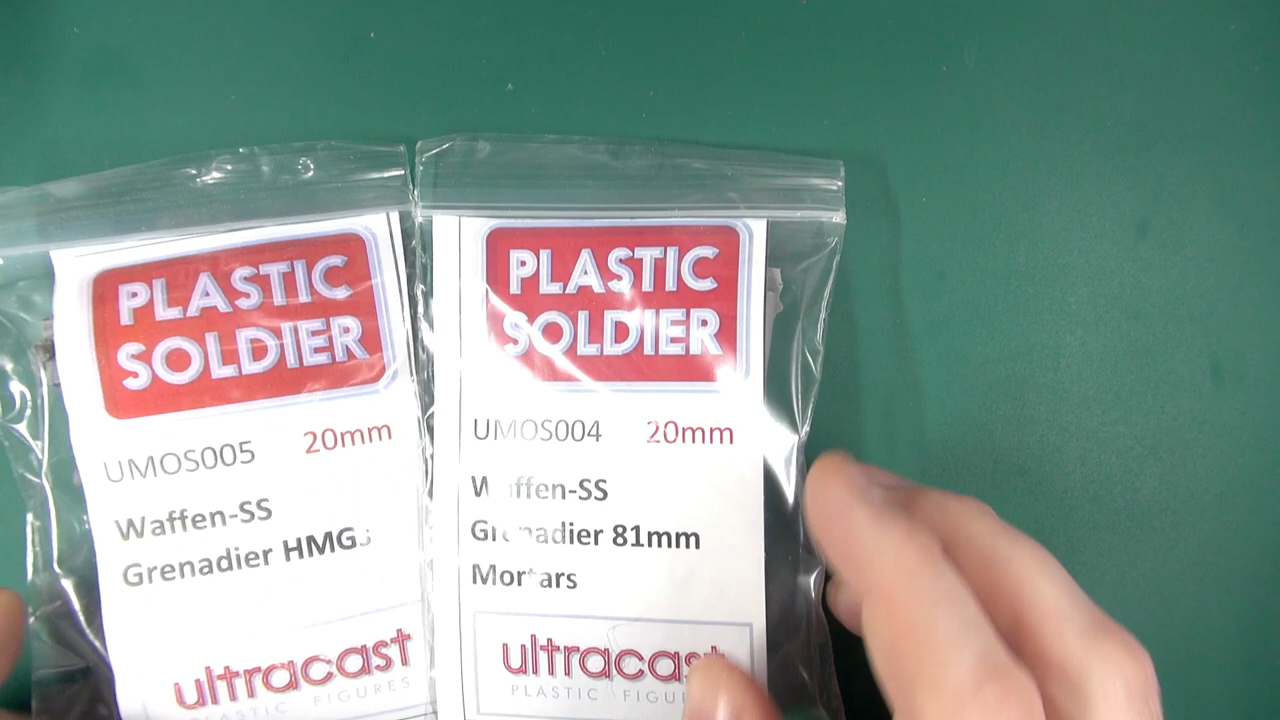 PLASTIC
SOLDIER
UMOS005 20mm
Waffen-SS
Grenadier HMGs
ultracast
PLASTIC FIGURES
PLASTIC
SOLDIER
UMOS004 20mm
Waffen-SS
Grenadier 81mm
Mortars
ultracast
PLASTIC